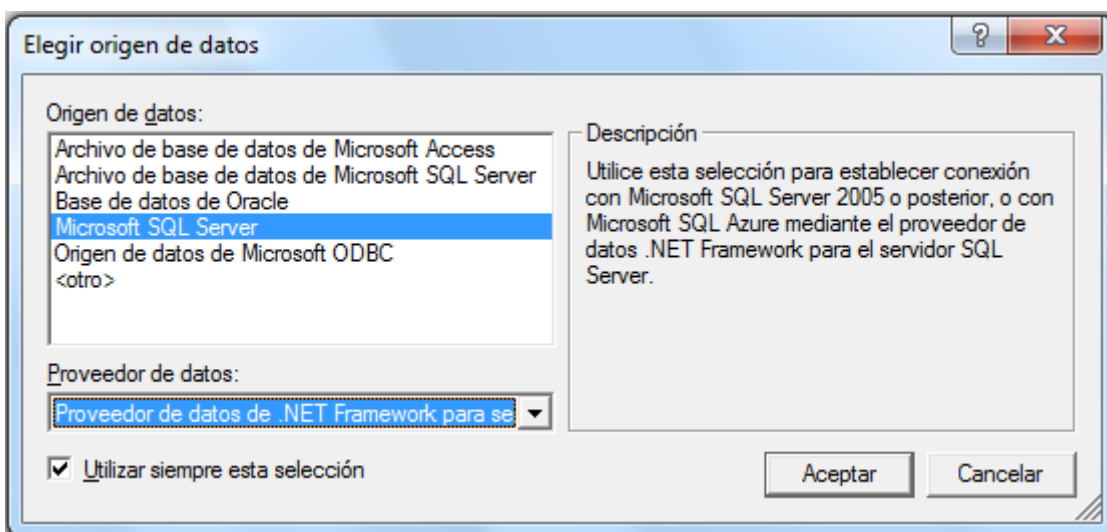 Elegir origen de datos
Origen de datos:
Archivo de base de datos de Microsoft Access
Archivo de base de datos de Microsoft SQL Server
Base de datos de Oracle
Microsoft SQL Server
Origen de datos de Microsoft ODBC
<otro>
Proveedor de datos:
Proveedor de datos de .NET Framework para se
Utilizar siempre esta selección
Descripción
Utilice esta selección para establecer conexión
con Microsoft SQL Server 2005 o posterior, o con
Microsoft SQL Azure mediante el proveedor de
datos .NET Framework para el servidor SQL
Server.
Aceptar
Cancelar